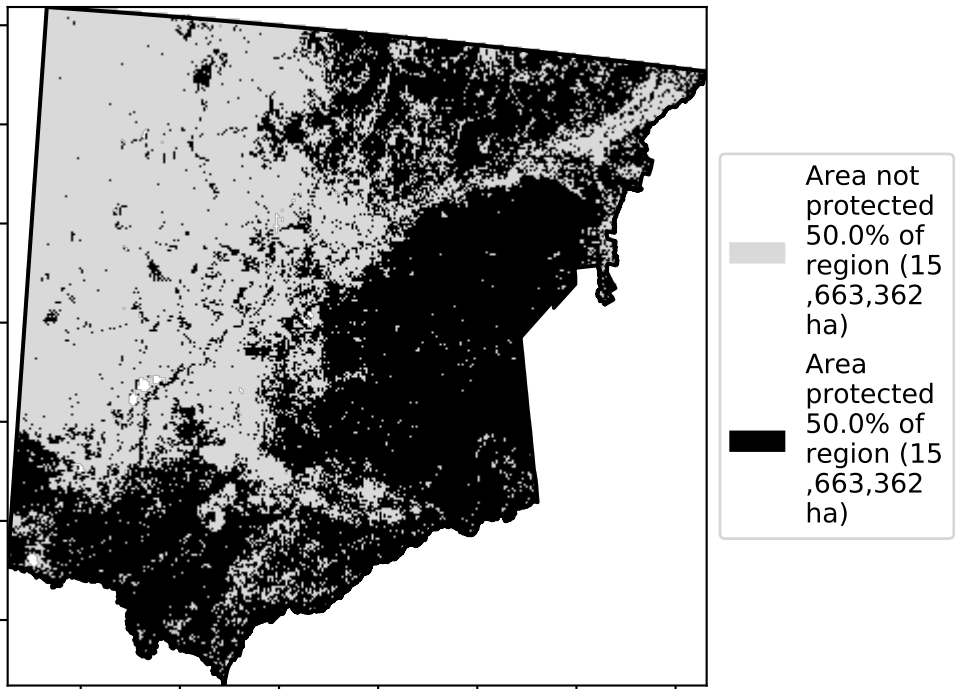 Area not
protected
50.0% of
region (15
,663,362
ha)
Area
protected
50.0% of
region (15
,663,362
ha)